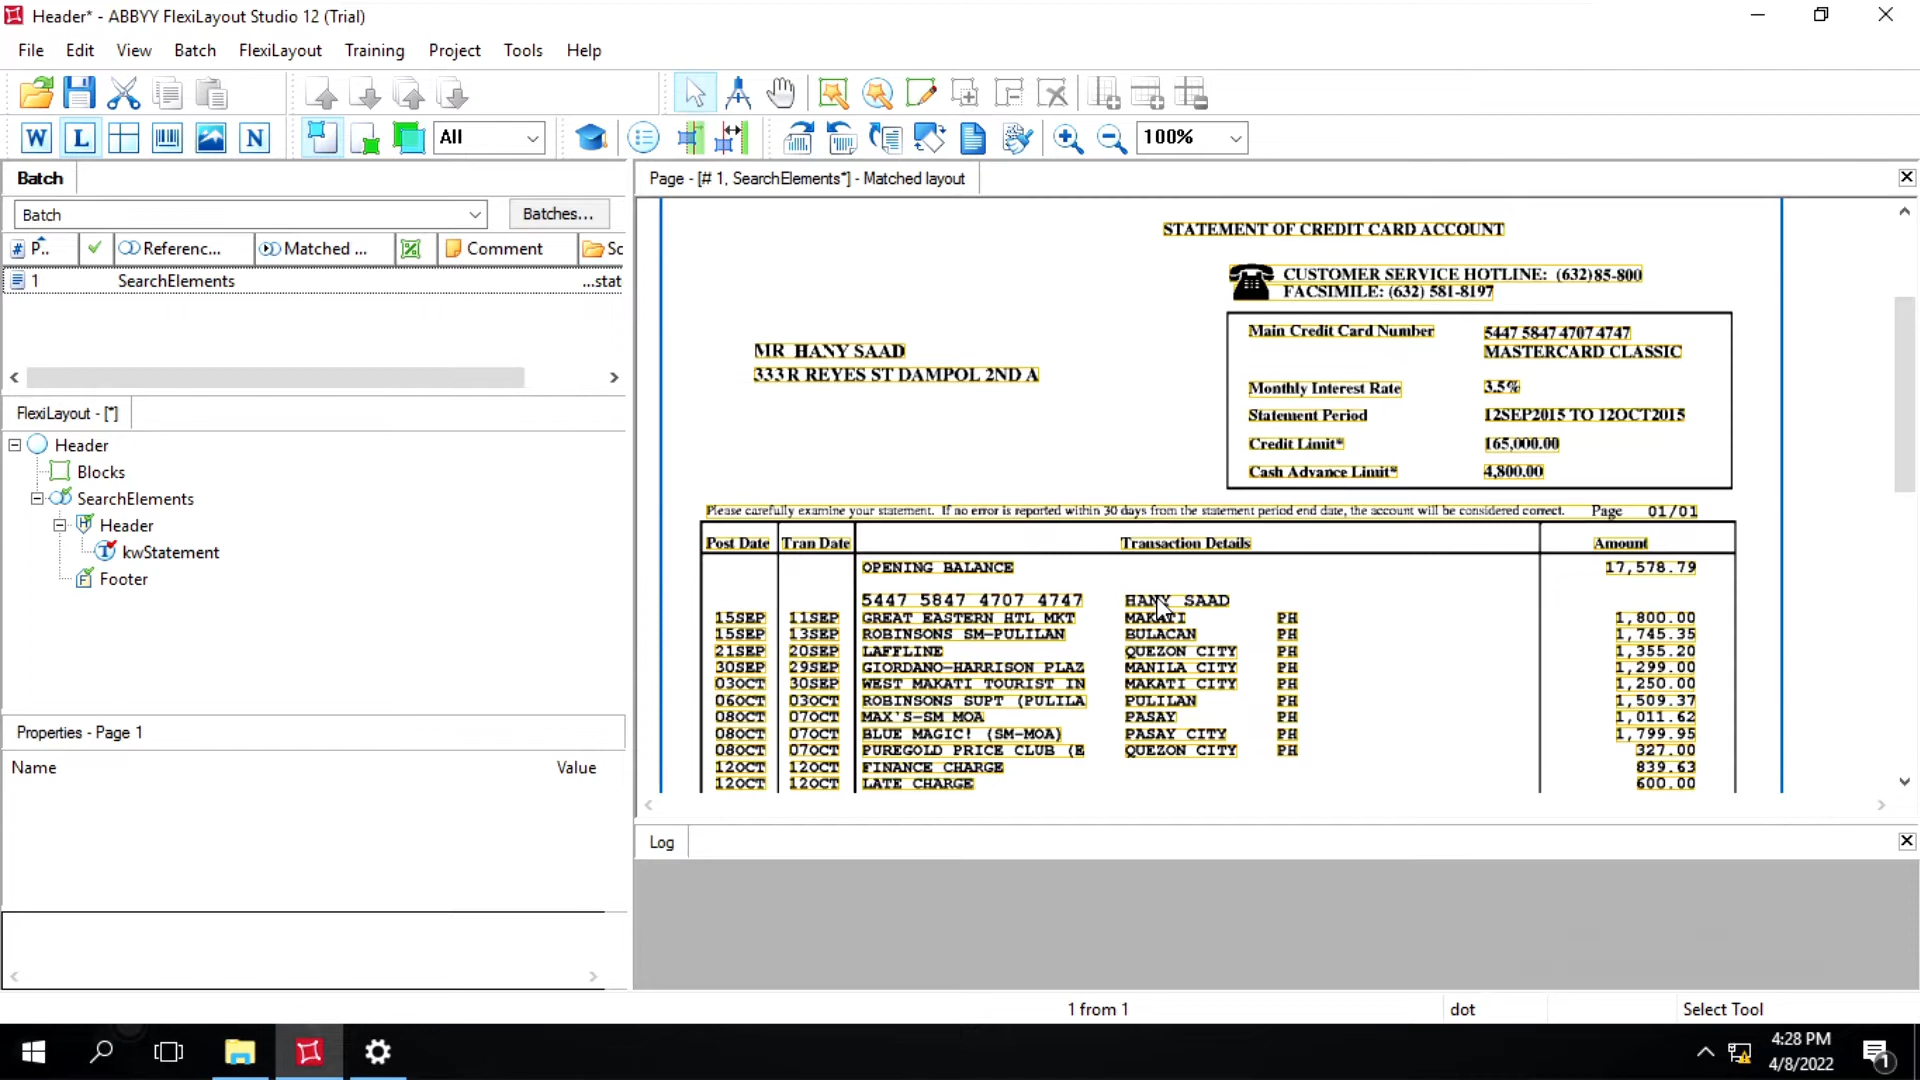 Header* - ABBYY FlexiLayout Studio 12 (Trial)
File Edit View Batch FlexiLayout Training Project Tools Help
W L N All 100%
Batch
Batch Batches...
# P.. Referenc... Matched ... Comment Sc
1 SearchElements ...stat
FlexiLayout - [*]
Header
Blocks
SearchElements
Header
kwStatement
Footer
Properties - Page 1
Name Value
Page - [# 1, SearchElements*] - Matched layout
STATEMENT OF CREDIT CARD ACCOUNT
CUSTOMER SERVICE HOTLINE: (632)85-800
FACSIMILE: (632) 581-8197
MR HANY SAAD
333R REYES ST DAMPOL 2ND A
Main Credit Card Number 5447 5847 4707 4747
MASTERCARD CLASSIC
Monthly Interest Rate 3.5%
Statement Period 12SEP2015 TO 12OCT2015
Credit Limit* 165,000.00
Cash Advance Limit* 4,800.00
Please carefully examine your statement. If no error is reported within 30 days from the statement period end date, the account will be considered correct. Page 01/01
Post Date Tran Date Transaction Details Amount
OPENING BALANCE 17,578.79
5447 5847 4707 4747 HANY SAAD
15SEP 11SEP GREAT EASTERN HTL MKT MAKATI PH 1,800.00
15SEP 13SEP ROBINSONS SM-PULILAN BULACAN PH 1,745.35
21SEP 20SEP LAFFLINE QUEZON CITY PH 1,355.20
30SEP 29SEP GIORDANO-HARRISON PLAZ MANILA CITY PH 1,299.00
03OCT 30SEP WEST MAKATI TOURIST IN MAKATI CITY PH 1,250.00
06OCT 03OCT ROBINSONS SUPT (PULILA PULILAN PH 1,509.37
08OCT 07OCT MAX'S-SM MOA PASAY PH 1,011.62
08OCT 07OCT BLUE MAGIC! (SM-MOA) PASAY CITY PH 1,799.95
08OCT 07OCT PUREGOLD PRICE CLUB (E QUEZON CITY PH 327.00
12OCT 12OCT FINANCE CHARGE 839.63
12OCT 12OCT LATE CHARGE 600.00
Log
1 from 1 dot Select Tool
4:28 PM
4/8/2022
1